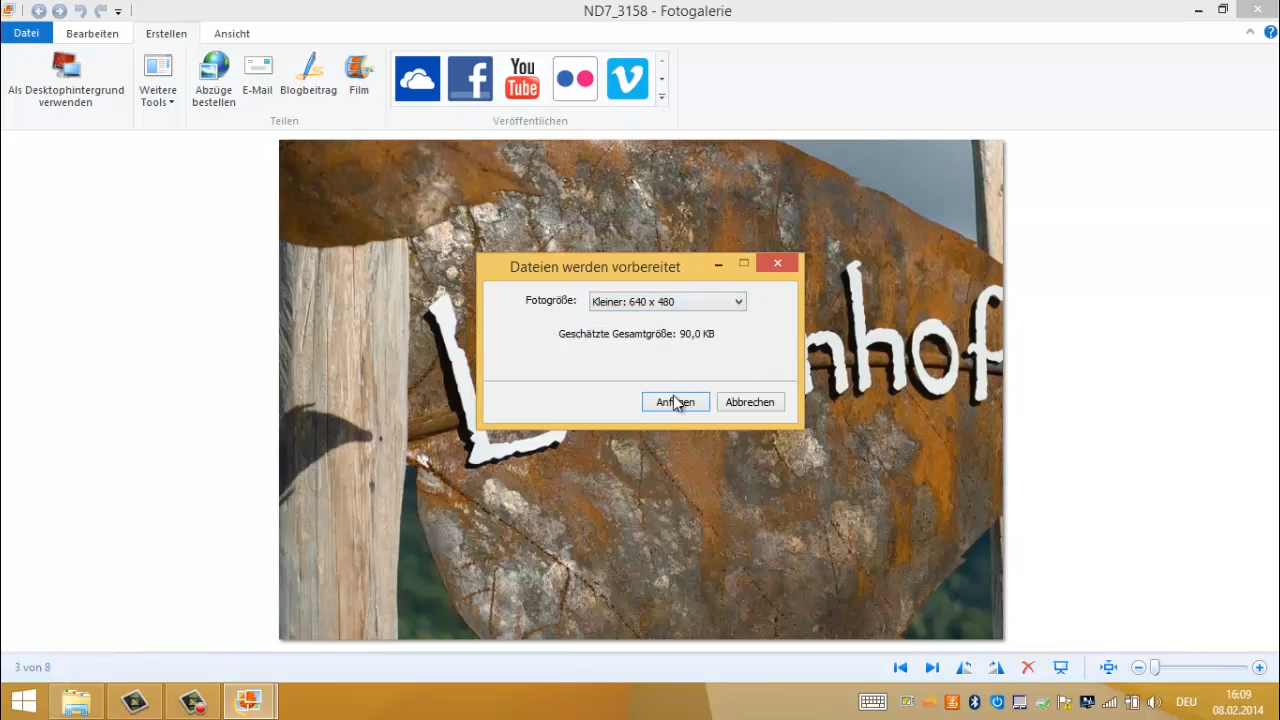 ND7_3158 - Fotogalerie
Datei
Bearbeiten
Erstellen
Ansicht
Als Desktophintergrund
verwenden
Weitere
Tools
Abzüge
bestellen
E-Mail
Blogbeitrag
Film
You
Tube
Teilen
Veröffentlichen
Dateien werden vorbereitet
Fotogröße:
Kleiner: 640 x 480
Geschätzte Gesamtgröße: 90,0 KB
Abbrechen
nhof
3 von 8
DEU
16:09
08.02.2014